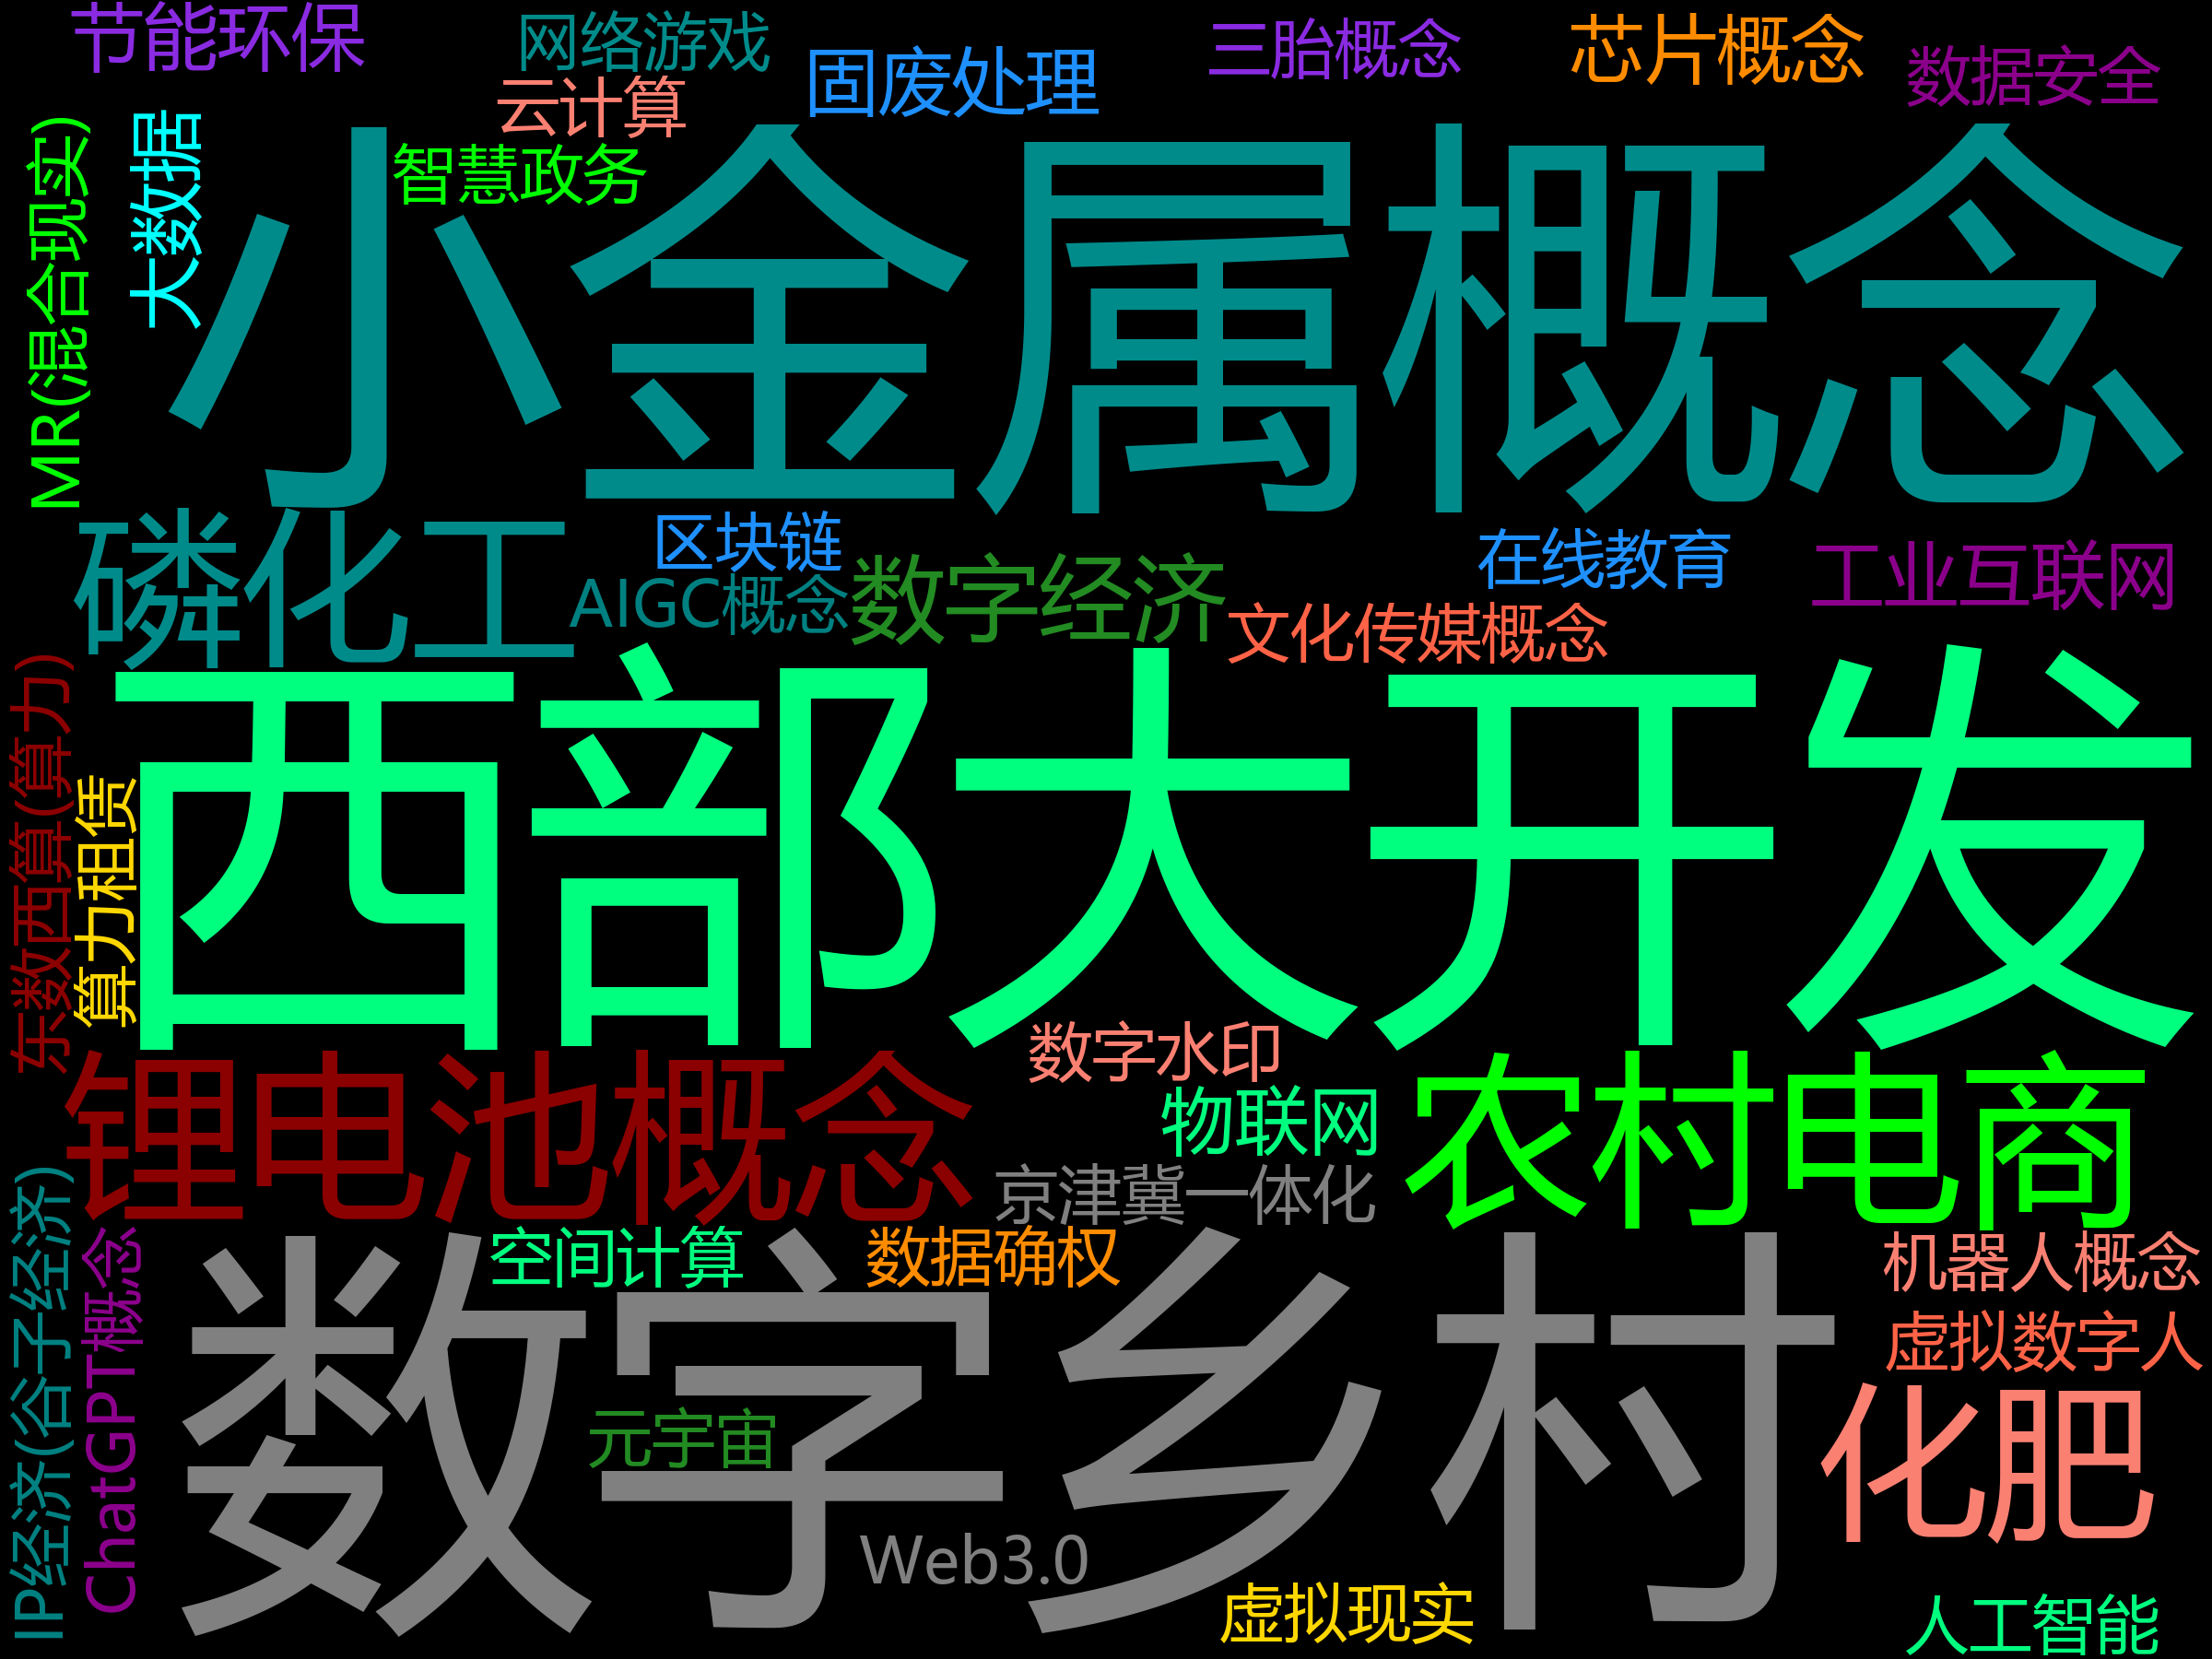 节能环保
网络游戏
三胎概念
芯片概念
固废处理
数据安全
云计算
大数据
MR(混合现实)
智慧政务
小金属概念
磷化工
区块链
在线教育
工业互联网
AIGC概念
数字经济
文化传媒概念
东数西算(算力)
算力租赁
西部大开发
数字水印
锂电池概念
物联网
农村电商
京津冀一体化
IP经济(谷子经济)
ChatGPT概念
空间计算
数据确权
机器人概念
虚拟数字人
数字乡村
元宇宙
化肥
Web3.0
虚拟现实
人工智能